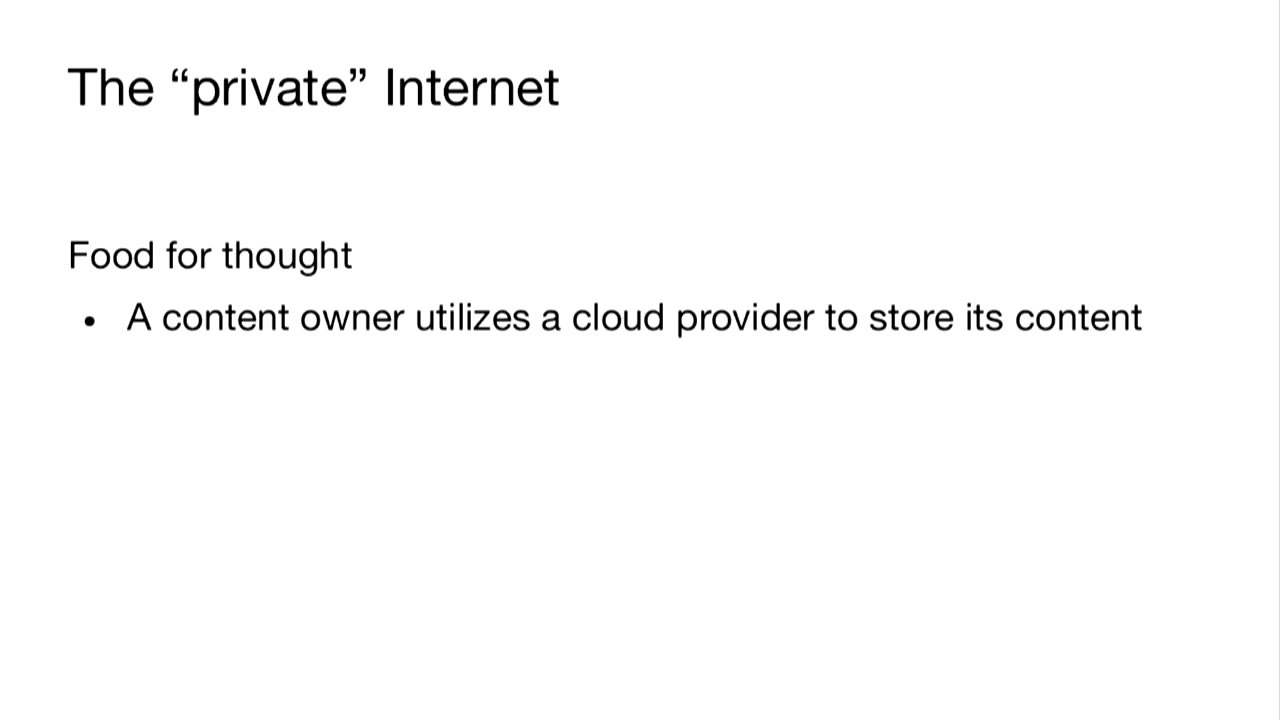 The “private” Internet
Food for thought
• A content owner utilizes a cloud provider to store its content